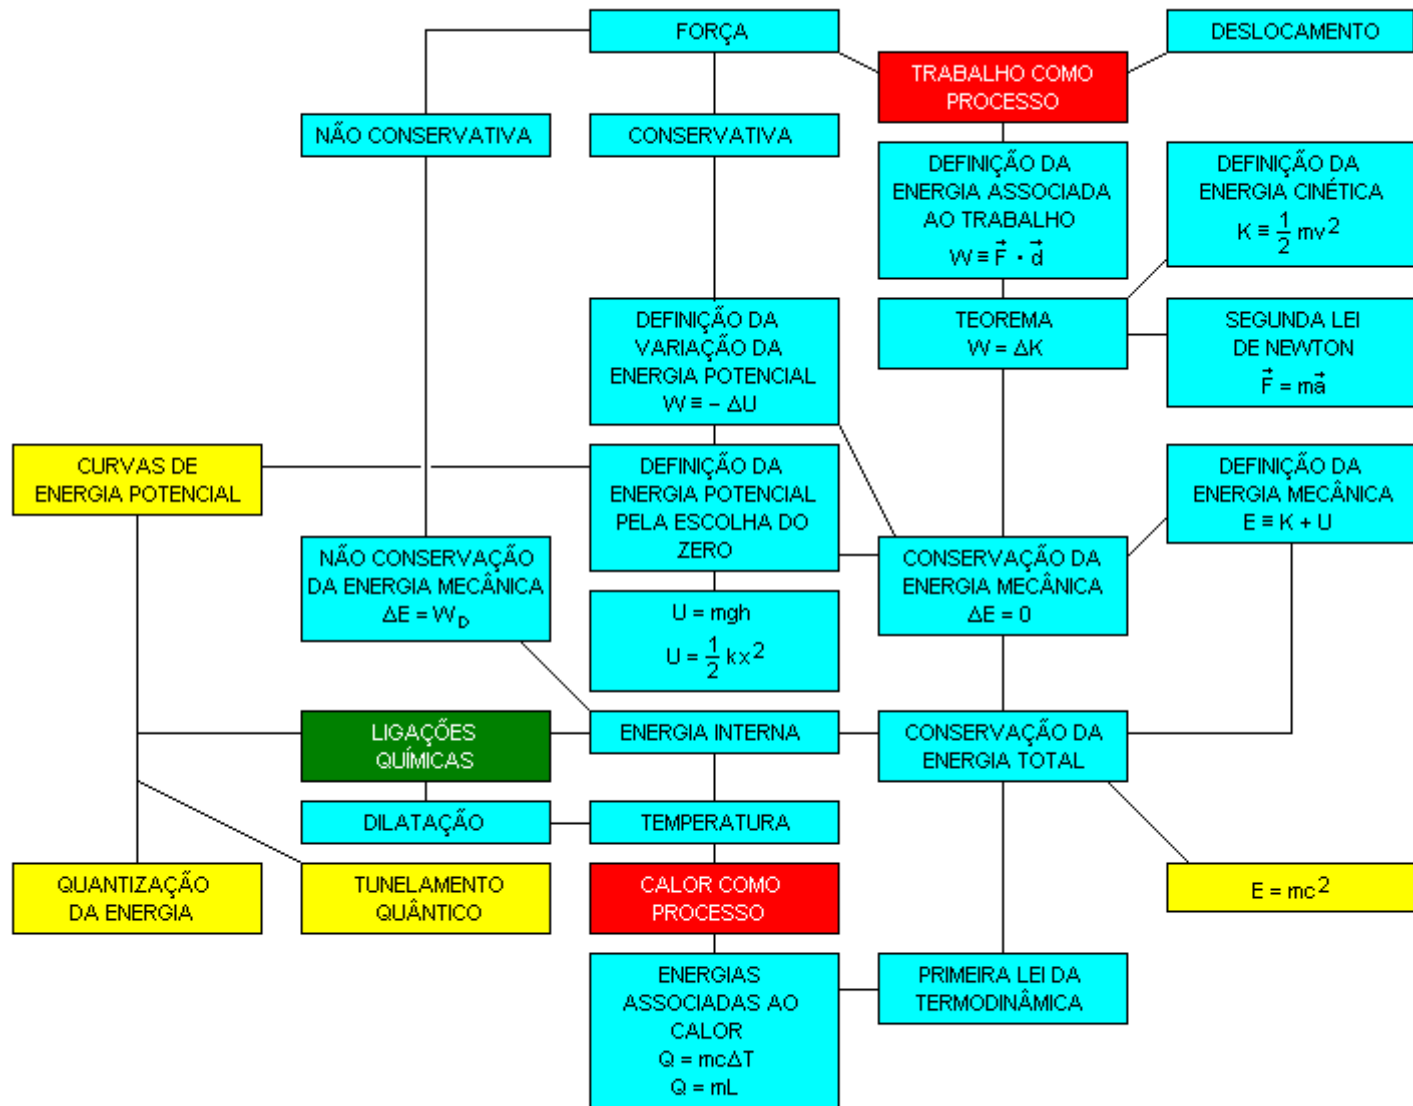 FORÇA
DESLOCAMENTO
TRABALHO COMO
PROCESSO
NÃO CONSERVATIVA
CONSERVATIVA
DEFINIÇÃO DA
ENERGIA ASSOCIADA
AO TRABALHO
W ≡ F⃗ · d⃗
DEFINIÇÃO DA
ENERGIA CINÉTICA
K ≡ 1/2 mv²
DEFINIÇÃO DA
VARIAÇÃO DA
ENERGIA POTENCIAL
W ≡ − ΔU
TEOREMA
W = ΔK
SEGUNDA LEI
DE NEWTON
F⃗ = ma⃗
CURVAS DE
ENERGIA POTENCIAL
DEFINIÇÃO DA
ENERGIA POTENCIAL
PELA ESCOLHA DO
ZERO
DEFINIÇÃO DA
ENERGIA MECÂNICA
E ≡ K + U
NÃO CONSERVAÇÃO
DA ENERGIA MECÂNICA
ΔE = W_D
CONSERVAÇÃO DA
ENERGIA MECÂNICA
ΔE = 0
U = mgh
U = 1/2 kx²
LIGAÇÕES
QUÍMICAS
ENERGIA INTERNA
CONSERVAÇÃO DA
ENERGIA TOTAL
DILATAÇÃO
TEMPERATURA
QUANTIZAÇÃO
DA ENERGIA
TUNELAMENTO
QUÂNTICO
CALOR COMO
PROCESSO
E = mc²
ENERGIAS
ASSOCIADAS AO
CALOR
Q = mcΔT
Q = mL
PRIMEIRA LEI DA
TERMODINÂMICA